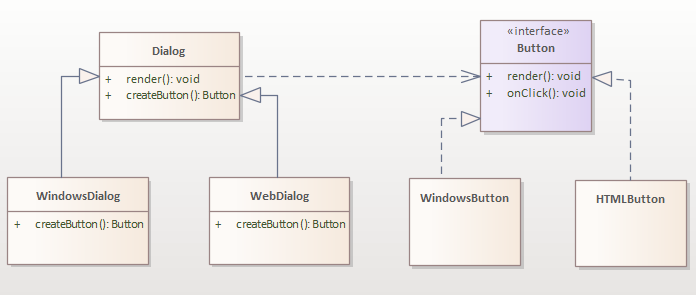 Dialog
+ render(): void
+ createButton(): Button
«interface»
Button
+ render(): void
+ onClick(): void
WindowsDialog
+ createButton(): Button
WebDialog
+ createButton(): Button
WindowsButton
HTMLButton